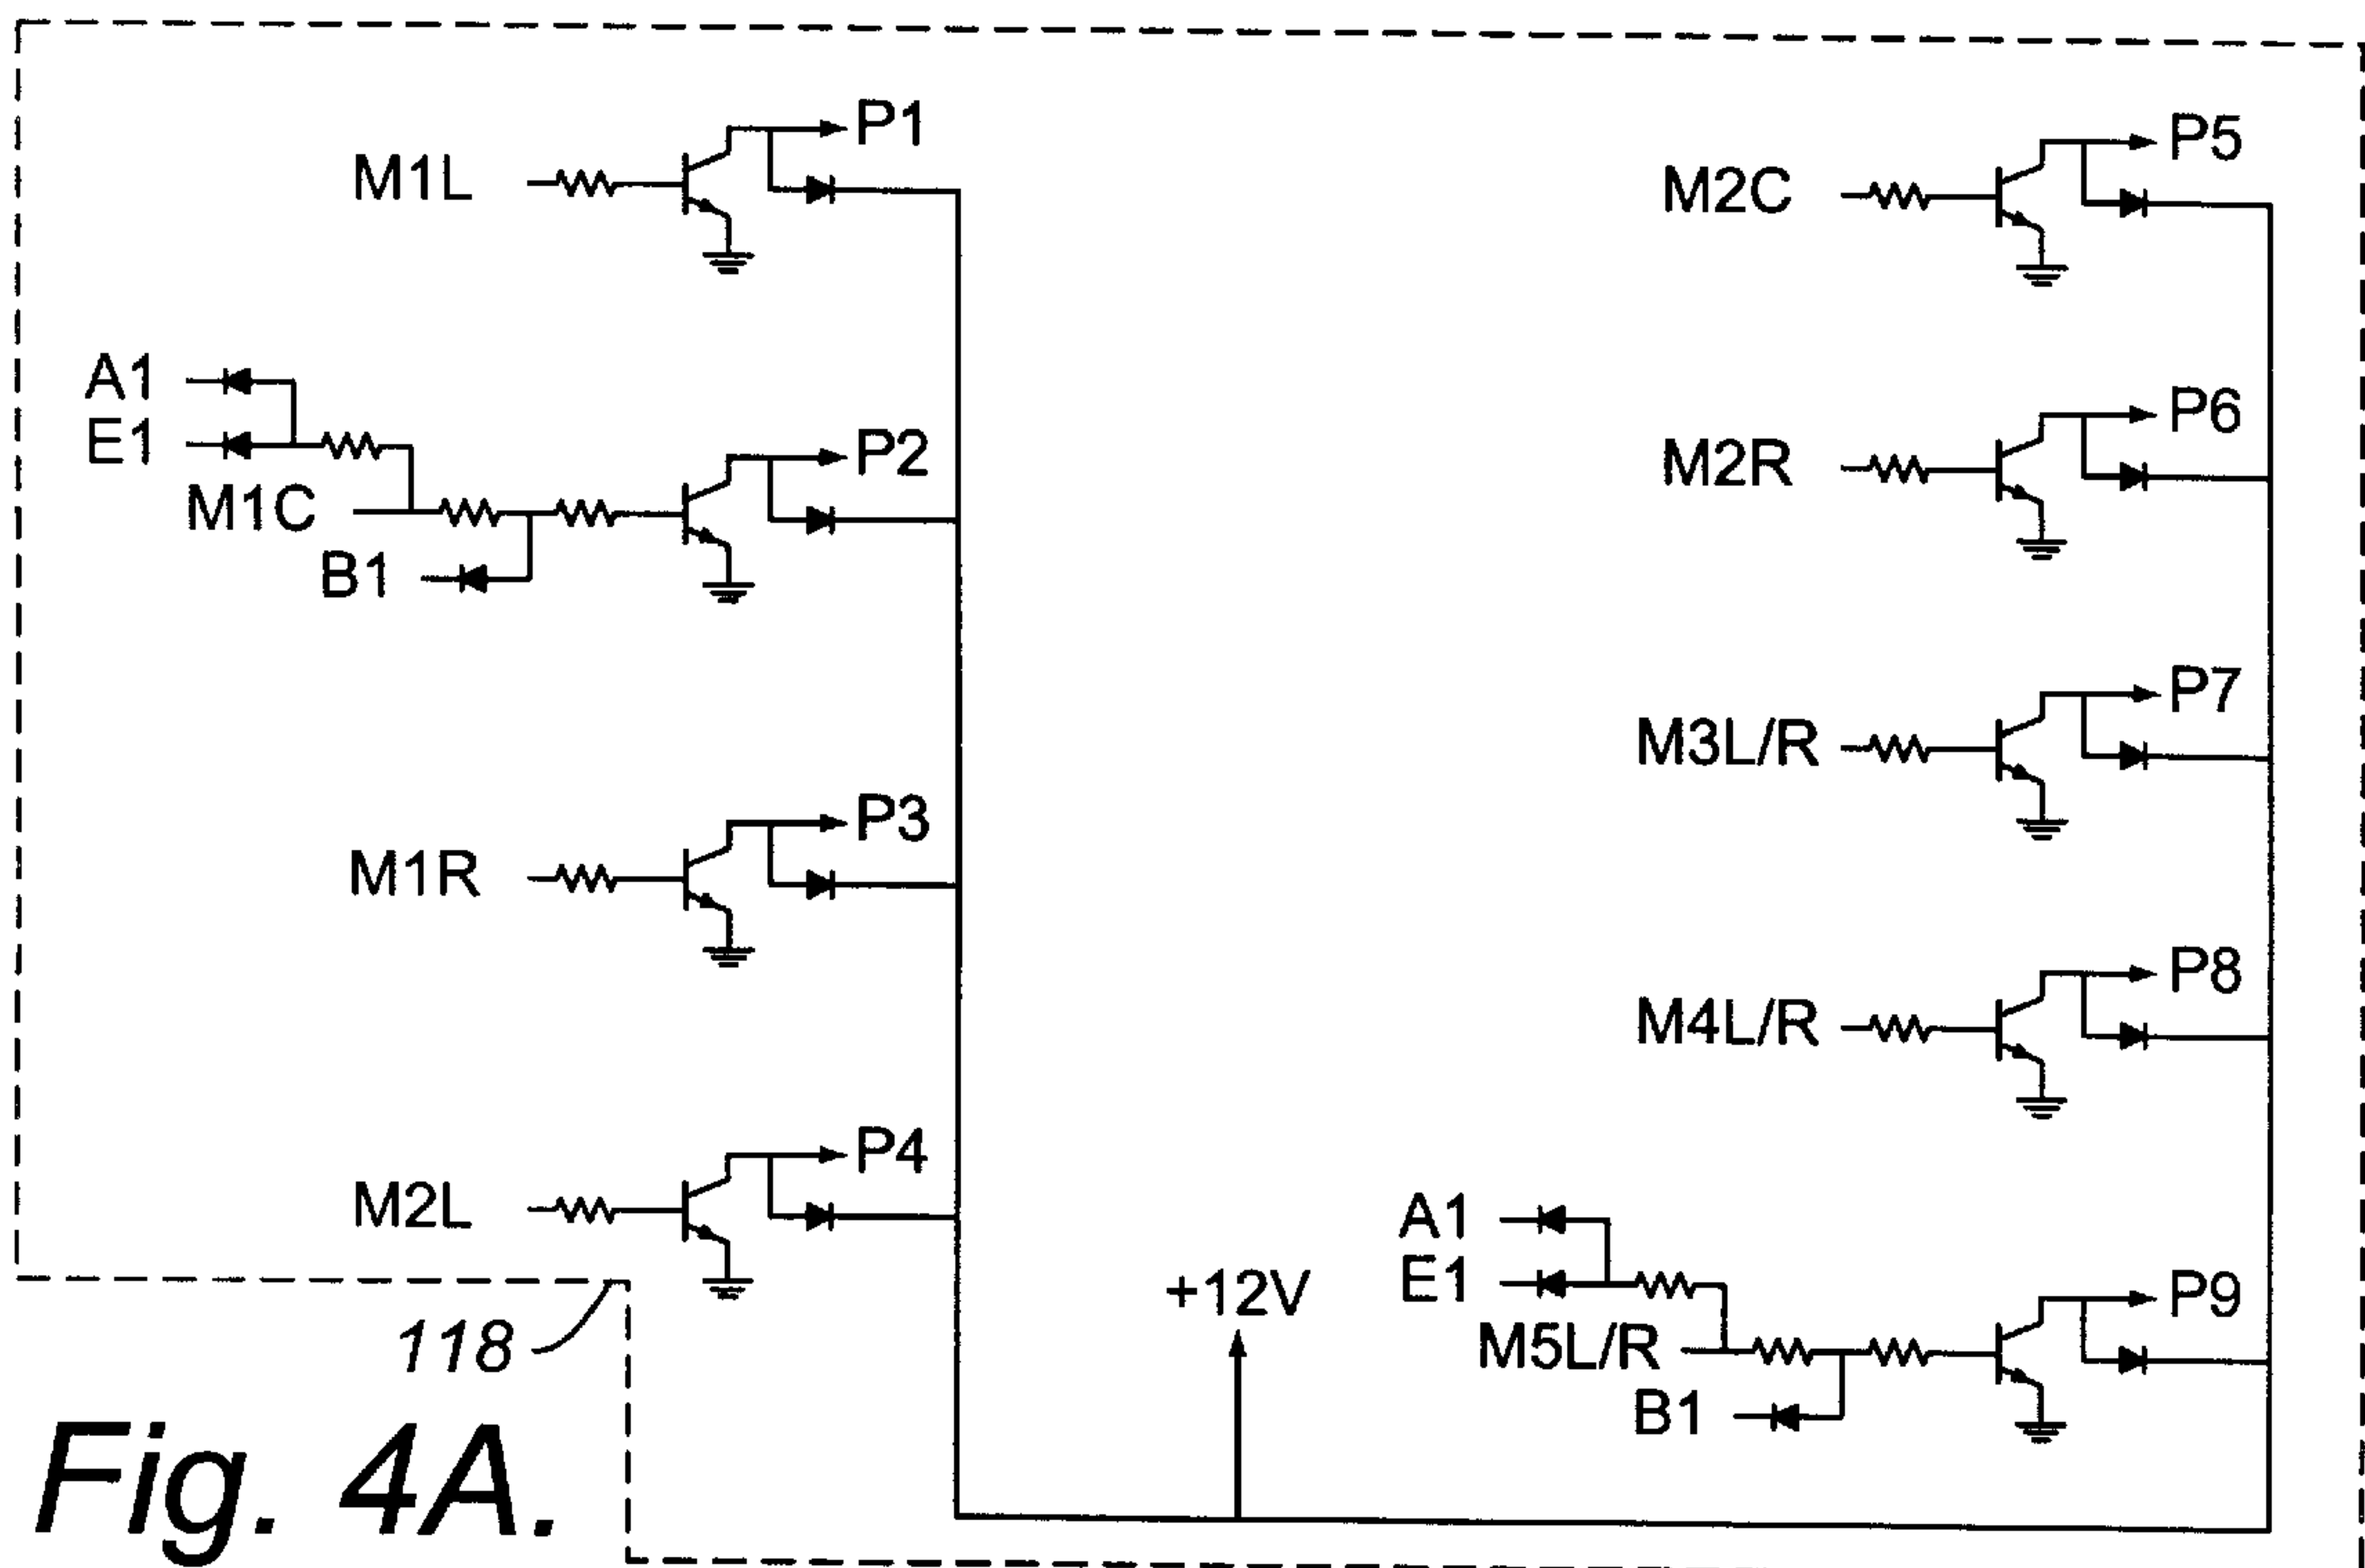 M1L
P1
A1
E1
M1C
B1
P2
M1R
P3
M2L
P4
118
+12V
M2C
P5
M2R
P6
M3L/R
P7
M4L/R
P8
A1
E1
M5L/R
B1
P9
Fig. 4A.